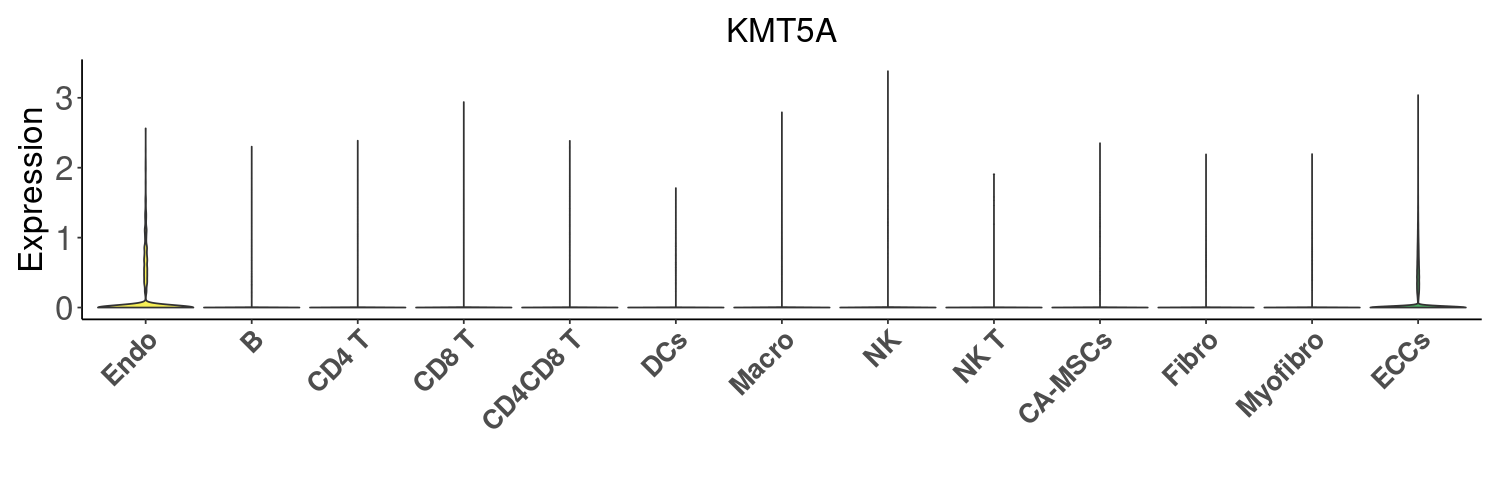 KMT5A
Expression
3
2
1
0
Endo
B
CD4 T
CD8 T
CD4CD8 T
DCs
Macro
NK
NK T
CA-MSCs
Fibro
Myofibro
ECCs